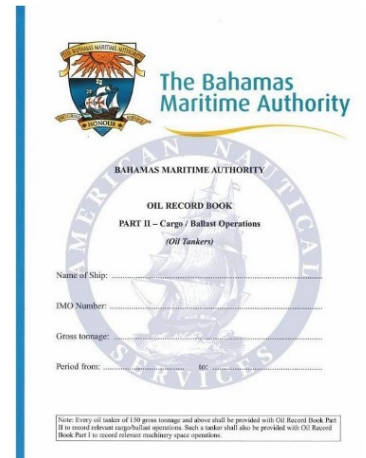 The Bahamas
Maritime Authority
BAHAMAS MARITIME AUTHORITY
OIL RECORD BOOK
PART II – Cargo / Ballast Operations
(Oil Tankers)
Name of Ship:
IMO Number:
Gross tonnage:
Period from: to:
AMERICAN NAUTICAL SERVICES
Note: Every oil tanker of 150 gross tonnage and above shall be provided with Oil Record Book Part
II to record relevant cargo/ballast operations. Such a tanker shall also be provided with Oil Record
Book Part I to record relevant machinery space operations.
HONOUR